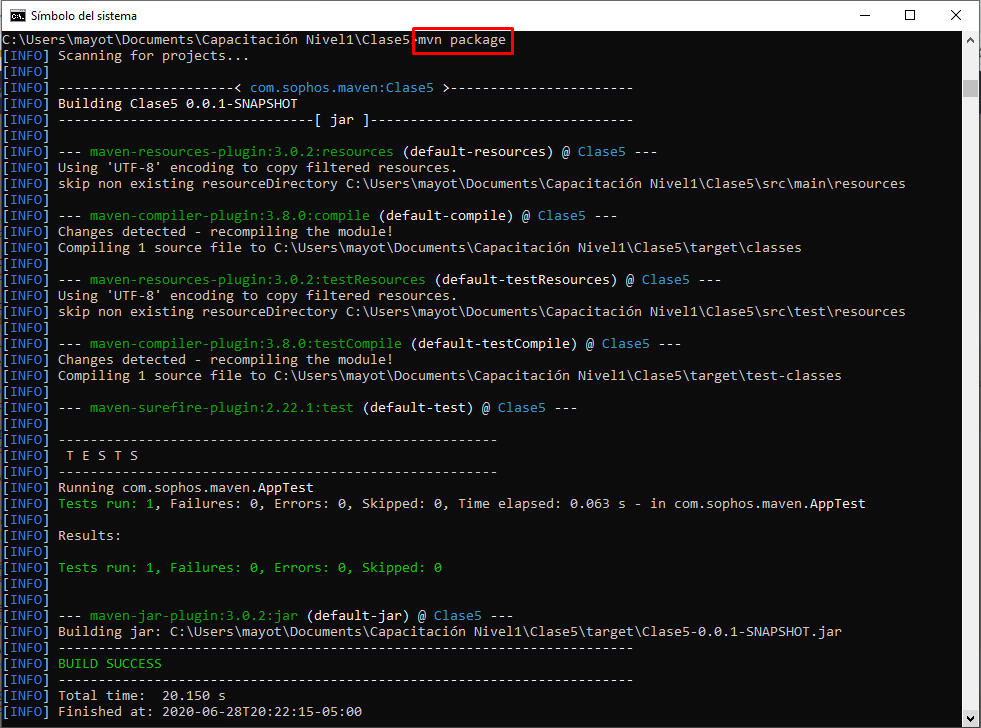 Símbolo del sistema
C:\Users\mayot\Documents\Capacitación Nivel1\Clase5>mvn package
[INFO] Scanning for projects...
[INFO]
[INFO] ----------------------< com.sophos.maven:Clase5 >-----------------------
[INFO] Building Clase5 0.0.1-SNAPSHOT
[INFO] --------------------------------[ jar ]---------------------------------
[INFO]
[INFO] --- maven-resources-plugin:3.0.2:resources (default-resources) @ Clase5 ---
[INFO] Using 'UTF-8' encoding to copy filtered resources.
[INFO] skip non existing resourceDirectory C:\Users\mayot\Documents\Capacitación Nivel1\Clase5\src\main\resources
[INFO]
[INFO] --- maven-compiler-plugin:3.8.0:compile (default-compile) @ Clase5 ---
[INFO] Changes detected - recompiling the module!
[INFO] Compiling 1 source file to C:\Users\mayot\Documents\Capacitación Nivel1\Clase5\target\classes
[INFO]
[INFO] --- maven-resources-plugin:3.0.2:testResources (default-testResources) @ Clase5 ---
[INFO] Using 'UTF-8' encoding to copy filtered resources.
[INFO] skip non existing resourceDirectory C:\Users\mayot\Documents\Capacitación Nivel1\Clase5\src\test\resources
[INFO]
[INFO] --- maven-compiler-plugin:3.8.0:testCompile (default-testCompile) @ Clase5 ---
[INFO] Changes detected - recompiling the module!
[INFO] Compiling 1 source file to C:\Users\mayot\Documents\Capacitación Nivel1\Clase5\target\test-classes
[INFO]
[INFO] --- maven-surefire-plugin:2.22.1:test (default-test) @ Clase5 ---
[INFO]
[INFO] -------------------------------------------------------
[INFO]  T E S T S
[INFO] -------------------------------------------------------
[INFO] Running com.sophos.maven.AppTest
[INFO] Tests run: 1, Failures: 0, Errors: 0, Skipped: 0, Time elapsed: 0.063 s - in com.sophos.maven.AppTest
[INFO]
[INFO] Results:
[INFO]
[INFO] Tests run: 1, Failures: 0, Errors: 0, Skipped: 0
[INFO]
[INFO]
[INFO] --- maven-jar-plugin:3.0.2:jar (default-jar) @ Clase5 ---
[INFO] Building jar: C:\Users\mayot\Documents\Capacitación Nivel1\Clase5\target\Clase5-0.0.1-SNAPSHOT.jar
[INFO] ------------------------------------------------------------------------
[INFO] BUILD SUCCESS
[INFO] ------------------------------------------------------------------------
[INFO] Total time:  20.150 s
[INFO] Finished at: 2020-06-28T20:22:15-05:00